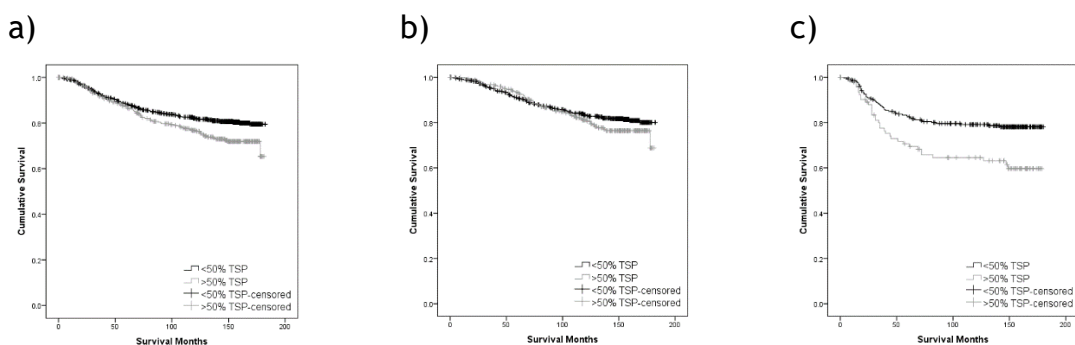 a)
b)
c)
Cumulative Survival
1.0
0.8
0.6
0.4
0.2
0.0
<50% TSP
>50% TSP
<50% TSP-censored
>50% TSP-censored
0 50 100 150 200
Survival Months
Cumulative Survival
1.0
0.8
0.6
0.4
0.2
0.0
<50% TSP
>50% TSP
<50% TSP-censored
>50% TSP-censored
0 50 100 150 200
Survival Months
Cumulative Survival
1.0
0.8
0.6
0.4
0.2
0.0
<50% TSP
>50% TSP
<50% TSP-censored
>50% TSP-censored
0 50 100 150 200
Survival Months